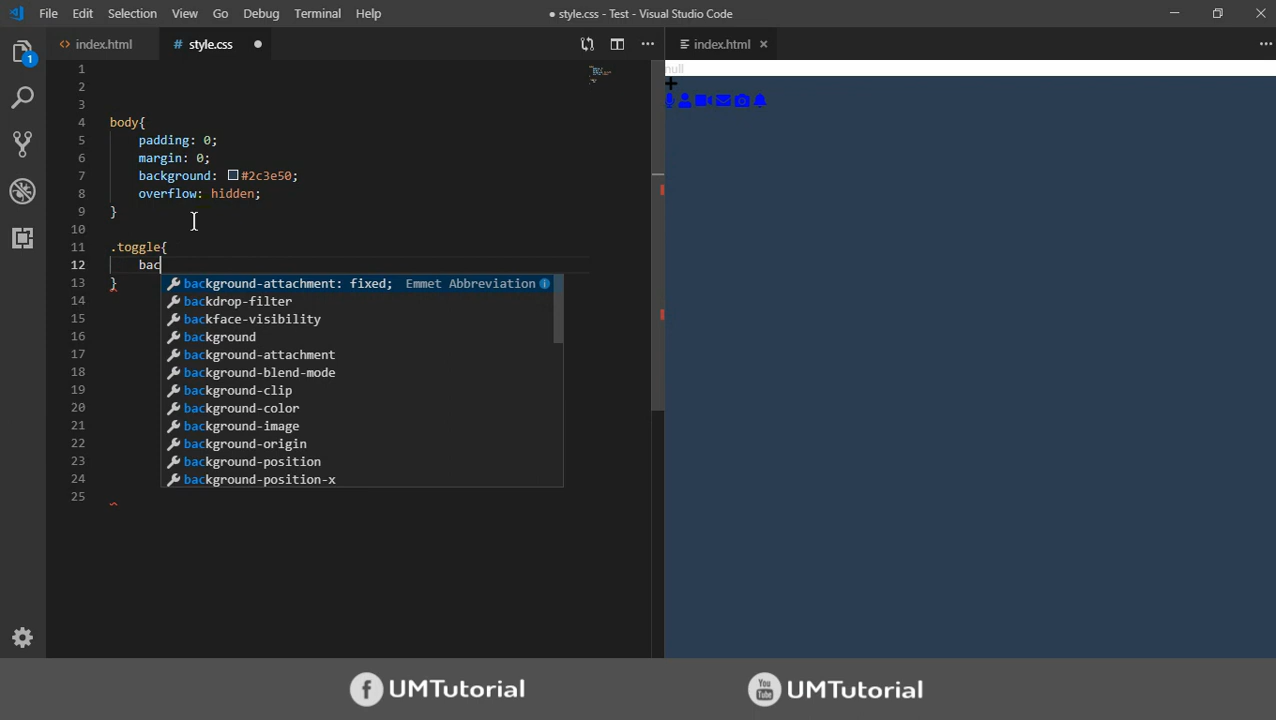 File Edit Selection View Go Debug Terminal Help
● style.css - Test - Visual Studio Code
index.html
# style.css
index.html
1
1
2
3
4 body{
5 padding: 0;
6 margin: 0;
7 background: #2c3e50;
8 overflow: hidden;
9 }
10
11 .toggle{
12 bac
13 }
14
15
16
17
18
19
20
21
22
23
24
25
background-attachment: fixed; Emmet Abbreviation
backdrop-filter
backface-visibility
background
background-attachment
background-blend-mode
background-clip
background-color
background-image
background-origin
background-position
background-position-x
null
UMTutorial
You
Tube
UMTutorial